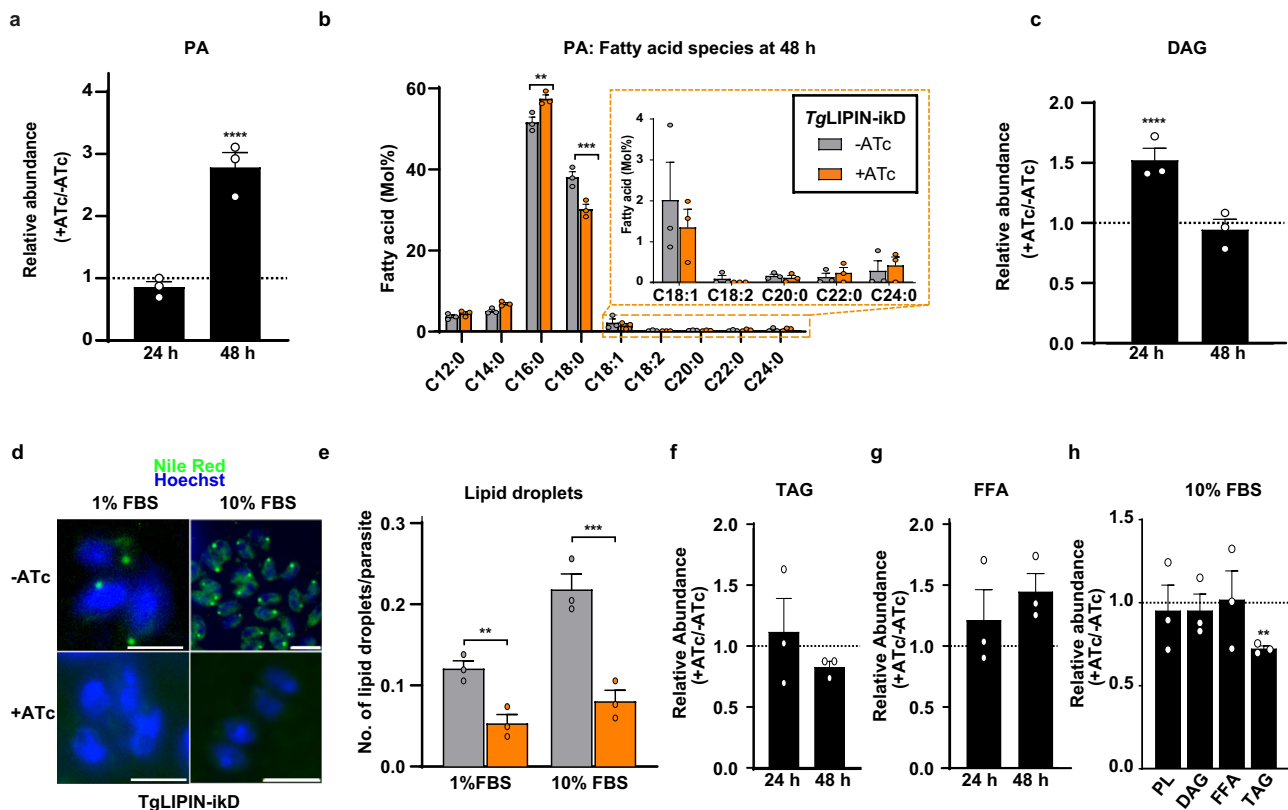 a
PA
Relative abundance
(+ATc/-ATc)
4
3
2
1
0
****
24 h
48 h
b
PA: Fatty acid species at 48 h
Fatty acid (Mol%)
60
40
20
0
**
***
C12:0
C14:0
C16:0
C18:0
C18:1
C18:2
C20:0
C22:0
C24:0
Fatty acid (Mol%)
4
3
2
1
0
C18:1
C18:2
C20:0
C22:0
C24:0
TgLIPIN-ikD
-ATc
+ATc
c
DAG
Relative abundance
(+ATc/-ATc)
2.0
1.5
1.0
0.5
0.0
****
24 h
48 h
d
Nile Red
Hoechst
1% FBS
10% FBS
-ATc
+ATc
TgLIPIN-ikD
e
Lipid droplets
No. of lipid droplets/parasite
0.3
0.2
0.1
0.0
**
***
1%FBS
10% FBS
f
TAG
Relative Abundance
(+ATc/-ATc)
2.0
1.5
1.0
0.5
0.0
24 h
48 h
g
FFA
Relative abundance
(+ATc/-ATc)
2.0
1.5
1.0
0.5
0.0
24 h
48 h
h
10% FBS
Relative abundance
(+ATc/-ATc)
1.5
1.0
0.5
0.0
**
PL
DAG
FFA
TAG